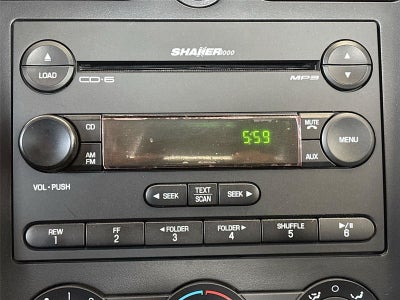 SHAKER 1000
LOAD
CD·6
MP3
CD
5:59
MUTE
AM
FM
AUX
MENU
VOL · PUSH
◄ SEEK
TEXT
SCAN
SEEK ►
REW
FF
◄ FOLDER
FOLDER ►
SHUFFLE
►/II
1
2
3
4
5
6